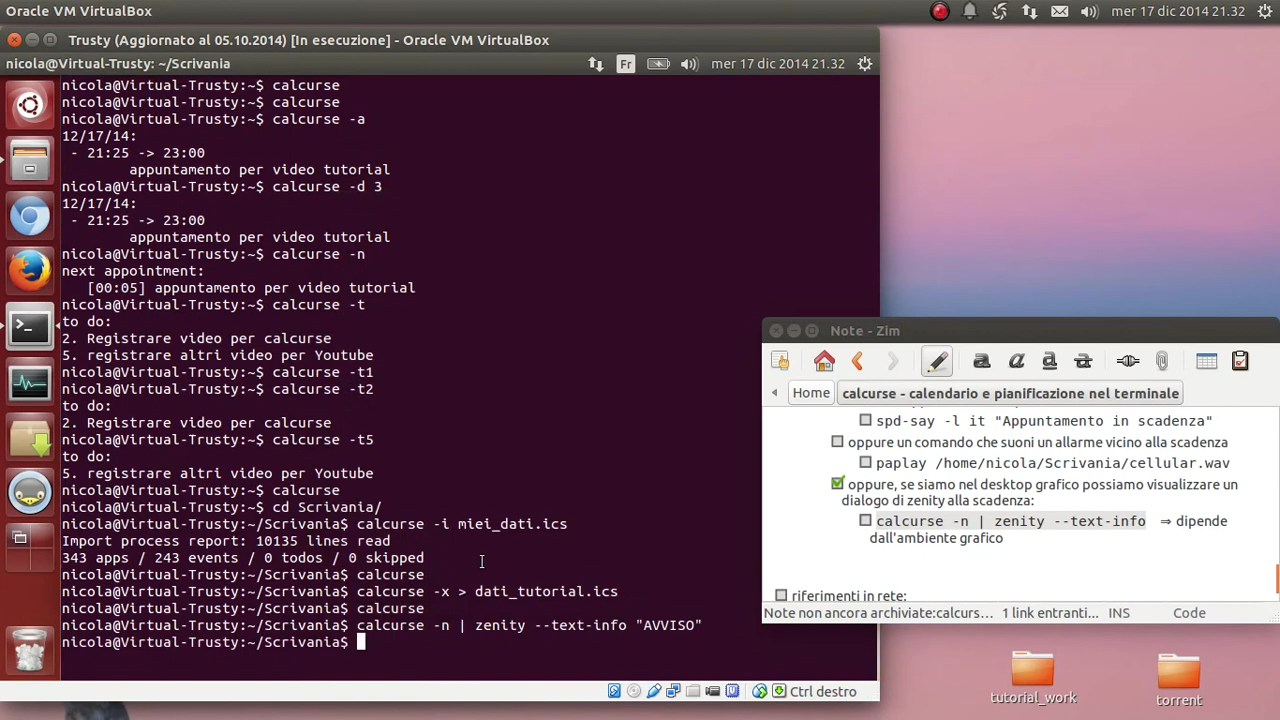 Oracle VM VirtualBox
mer 17 dic 2014 21.32
Trusty (Aggiornato al 05.10.2014) [In esecuzione] - Oracle VM VirtualBox
nicola@Virtual-Trusty: ~/Scrivania
Fr
mer 17 dic 2014 21.32
nicola@Virtual-Trusty:~$ calcurse
nicola@Virtual-Trusty:~$ calcurse
nicola@Virtual-Trusty:~$ calcurse -a
12/17/14:
- 21:25 -> 23:00
appuntamento per video tutorial
nicola@Virtual-Trusty:~$ calcurse -d 3
12/17/14:
- 21:25 -> 23:00
appuntamento per video tutorial
nicola@Virtual-Trusty:~$ calcurse -n
next appointment:
[00:05] appuntamento per video tutorial
nicola@Virtual-Trusty:~$ calcurse -t
to do:
2. Registrare video per calcurse
5. registrare altri video per Youtube
nicola@Virtual-Trusty:~$ calcurse -t1
nicola@Virtual-Trusty:~$ calcurse -t2
to do:
2. Registrare video per calcurse
nicola@Virtual-Trusty:~$ calcurse -t5
to do:
5. registrare altri video per Youtube
nicola@Virtual-Trusty:~$ calcurse
nicola@Virtual-Trusty:~$ cd Scrivania/
nicola@Virtual-Trusty:~/Scrivania$ calcurse -i miei_dati.ics
Import process report: 10135 lines read
343 apps / 243 events / 0 todos / 0 skipped
nicola@Virtual-Trusty:~/Scrivania$ calcurse
nicola@Virtual-Trusty:~/Scrivania$ calcurse -x > dati_tutorial.ics
nicola@Virtual-Trusty:~/Scrivania$ calcurse
nicola@Virtual-Trusty:~/Scrivania$ calcurse -n | zenity --text-info "AVVISO"
nicola@Virtual-Trusty:~/Scrivania$
Ctrl destro
Note - Zim
Home
calcurse - calendario e pianificazione nel terminale
spd-say -l it "Appuntamento in scadenza"
oppure un comando che suoni un allarme vicino alla scadenza
paplay /home/nicola/Scrivania/cellular.wav
oppure, se siamo nel desktop grafico possiamo visualizzare un
dialogo di zenity alla scadenza:
calcurse -n | zenity --text-info ⇒ dipende
dall'ambiente grafico
riferimenti in rete:
Note non ancora archiviate:calcurs... 1 link entranti... INS Code
tutorial_work
torrent